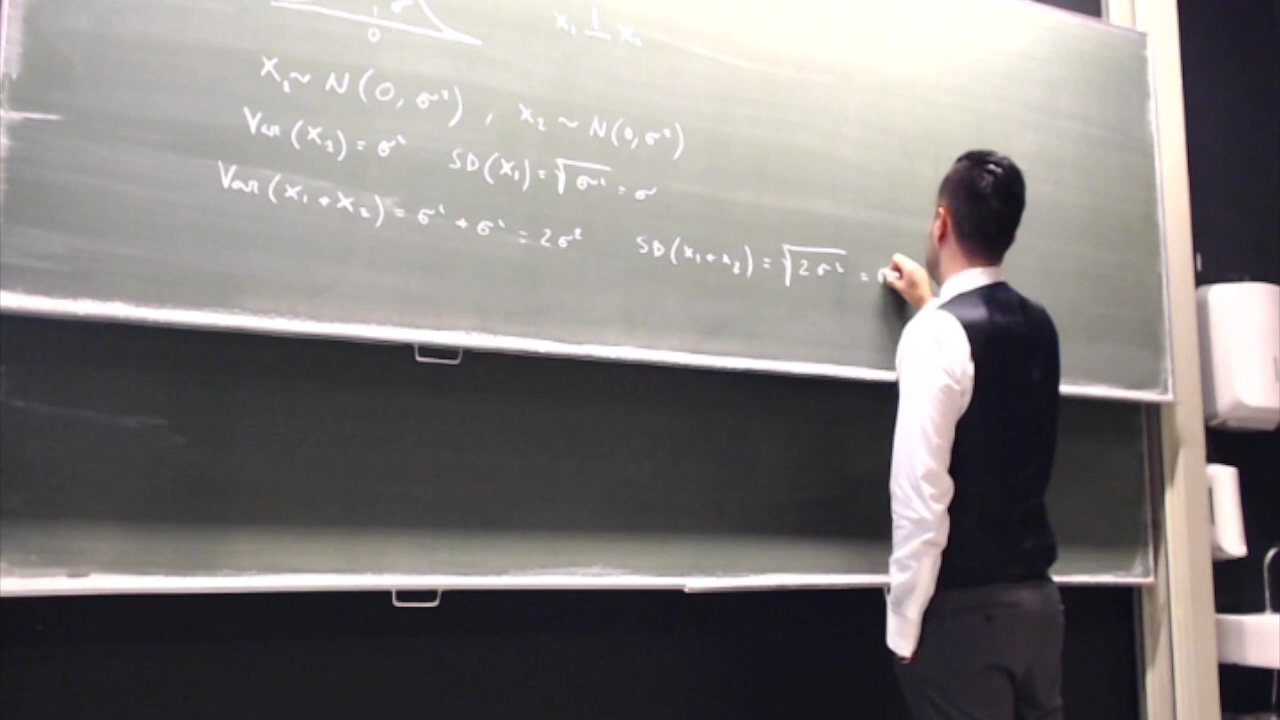 σ
0
X₁ ⊥ X₂
X₁ ~ N(0, σ²) , X₂ ~ N(0, σ²)
Var(X₁) = σ² SD(X₁) = √σ² = σ
Var(X₁ + X₂) = σ² + σ² = 2σ² SD(X₁ + X₂) = √2σ² = σ